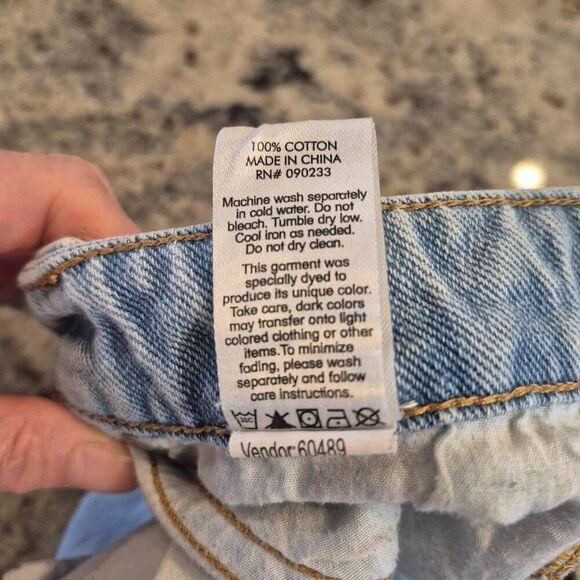 100% COTTON
MADE IN CHINA
RN# 090233
Machine wash separately
in cold water. Do not
bleach. Tumble dry low.
Cool iron as needed.
Do not dry clean.
This garment was
specially dyed to
produce its unique color.
Take care, dark colors
may transfer onto light
colored clothing or other
items.To minimize
fading, please wash
separately and follow
care instructions.
Vendor:60489